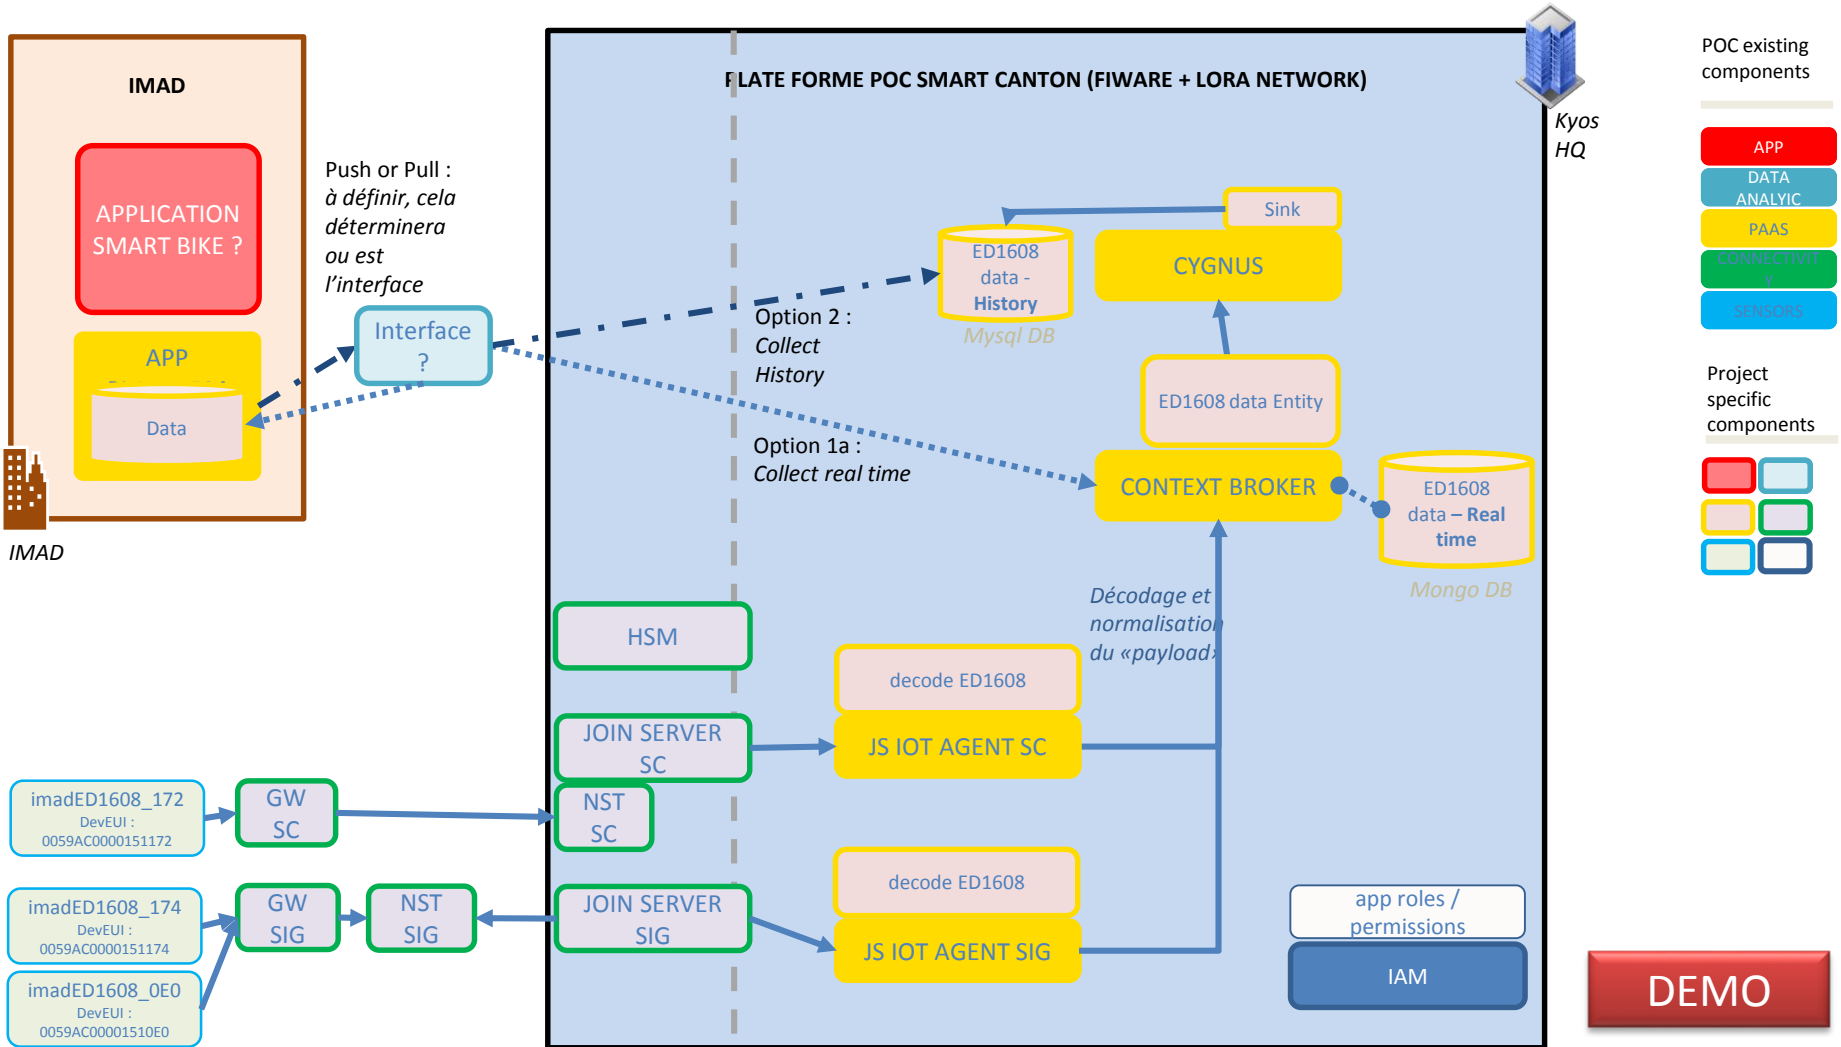 IMAD
APPLICATION
SMART BIKE ?
APP
Data
IMAD
Push or Pull :
à définir, cela
déterminera
ou est
l’interface
Interface
?
PLATE FORME POC SMART CANTON (FIWARE + LORA NETWORK)
Kyos
HQ
Sink
ED1608
data -
History
Mysql DB
CYGNUS
Option 2 :
Collect
History
ED1608 data Entity
Option 1a :
Collect real time
CONTEXT BROKER
ED1608
data – Real
time
Mongo DB
Décodage et
normalisation
du «payload»
HSM
decode ED1608
JOIN SERVER
SC
JS IOT AGENT SC
imadED1608_172
DevEUI :
0059AC0000151172
GW
SC
NST
SC
decode ED1608
imadED1608_174
DevEUI :
0059AC0000151174
GW
SIG
NST
SIG
JOIN SERVER
SIG
JS IOT AGENT SIG
imadED1608_0E0
DevEUI :
0059AC00001510E0
app roles /
permissions
IAM
POC existing
components
APP
DATA
ANALYIC
PAAS
CONNECTIVIT
Y
SENSORS
Project
specific
components
DEMO